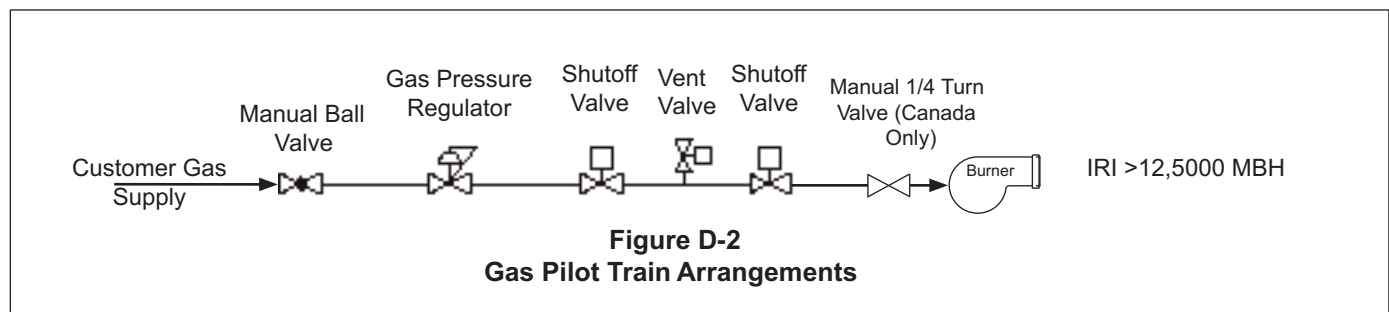 Customer Gas
Supply
Manual Ball
Valve
Gas Pressure
Regulator
Shutoff
Valve
Vent
Valve
Shutoff
Valve
Manual 1/4 Turn
Valve (Canada
Only)
Burner
IRI >12,5000 MBH
Figure D-2
Gas Pilot Train Arrangements